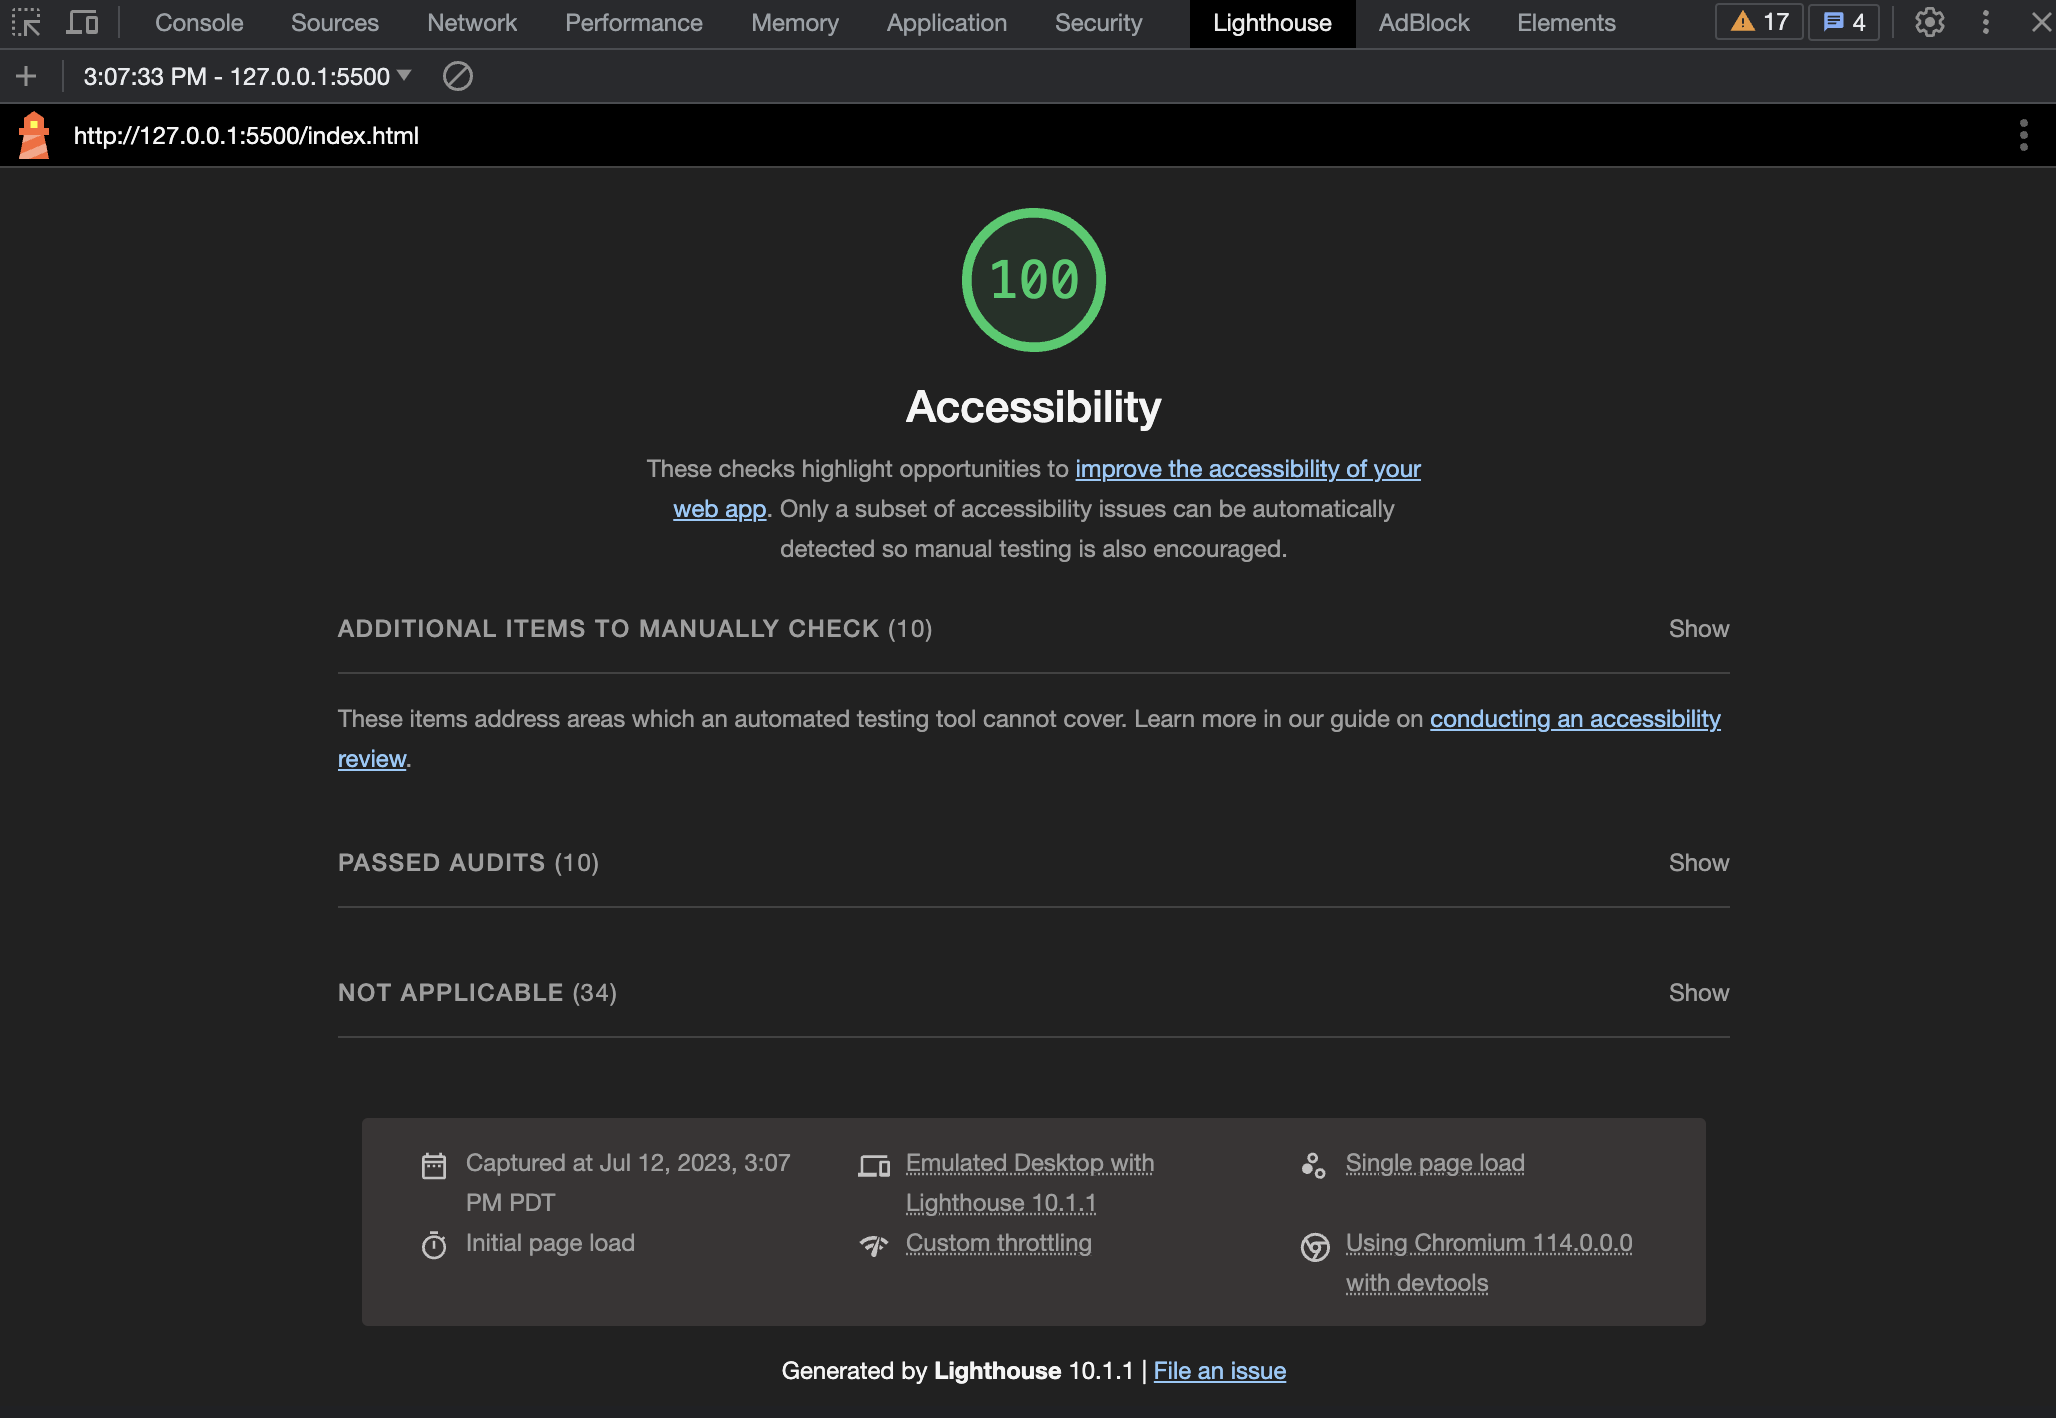 Console Sources Network Performance Memory Application Security Lighthouse AdBlock Elements 17 4
3:07:33 PM - 127.0.0.1:5500
http://127.0.0.1:5500/index.html
100
Accessibility
These checks highlight opportunities to improve the accessibility of your
web app. Only a subset of accessibility issues can be automatically
detected so manual testing is also encouraged.
ADDITIONAL ITEMS TO MANUALLY CHECK (10) Show
These items address areas which an automated testing tool cannot cover. Learn more in our guide on conducting an accessibility
review.
PASSED AUDITS (10) Show
NOT APPLICABLE (34) Show
Captured at Jul 12, 2023, 3:07
PM PDT
Emulated Desktop with
Lighthouse 10.1.1
Single page load
Initial page load
Custom throttling
Using Chromium 114.0.0.0
with devtools
Generated by Lighthouse 10.1.1 | File an issue